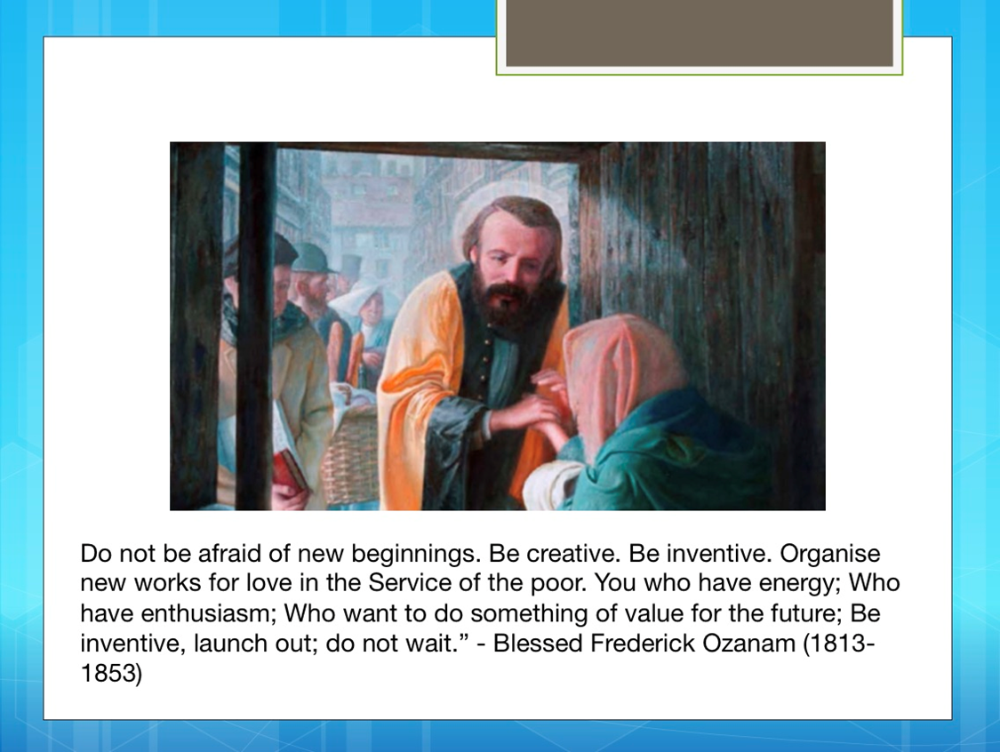 Do not be afraid of new beginnings. Be creative. Be inventive. Organise
new works for love in the Service of the poor. You who have energy; Who
have enthusiasm; Who want to do something of value for the future; Be
inventive, launch out; do not wait.” - Blessed Frederick Ozanam (1813-
1853)